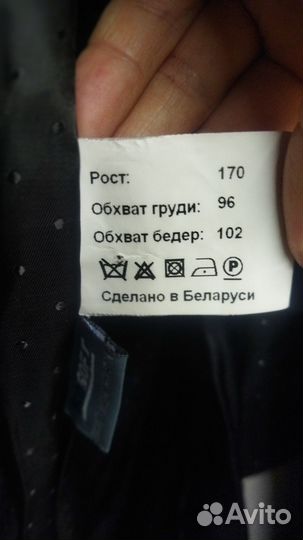 Рост: 170
Обхват груди: 96
Обхват бедер: 102
Сделано в Беларуси
Avito